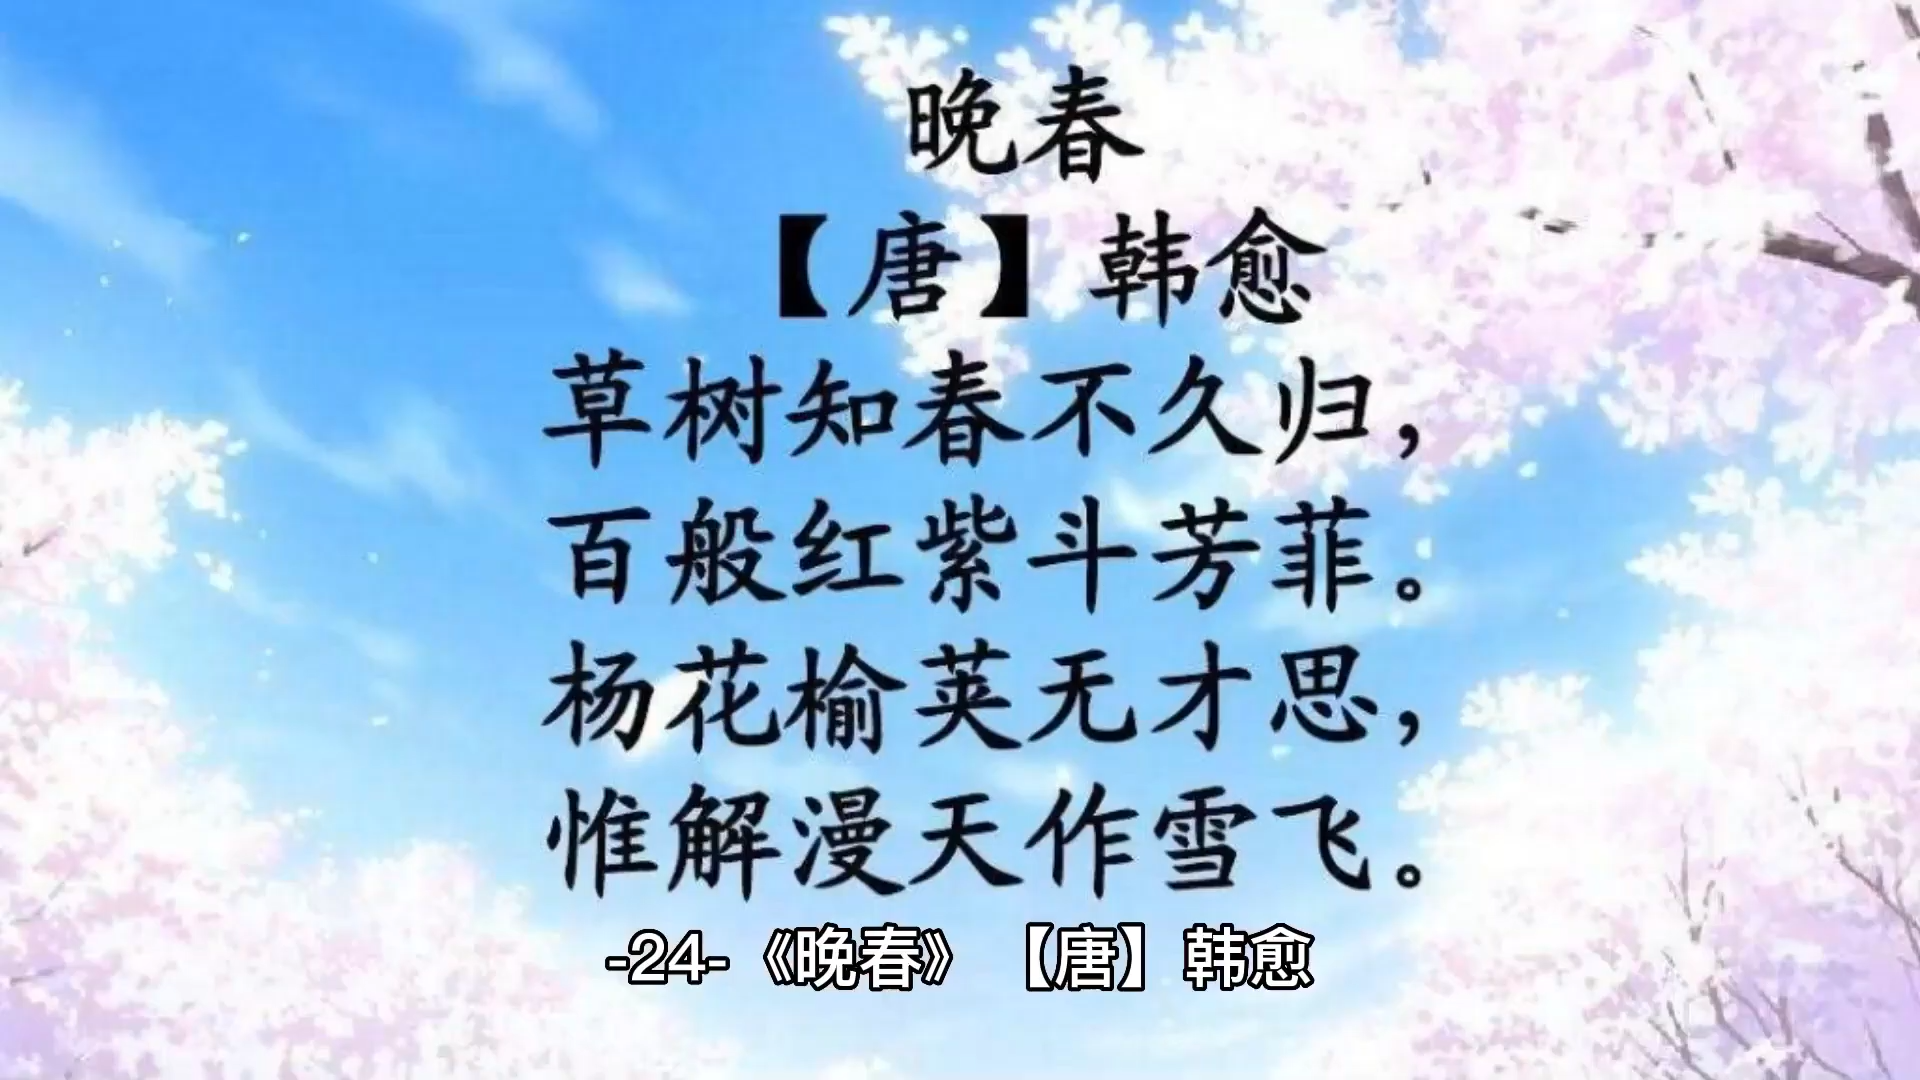 晚春
【唐】韩愈
草树知春不久归，
百般红紫斗芳菲。
杨花榆荚无才思，
惟解漫天作雪飞。
-24-《晚春》【唐】韩愈